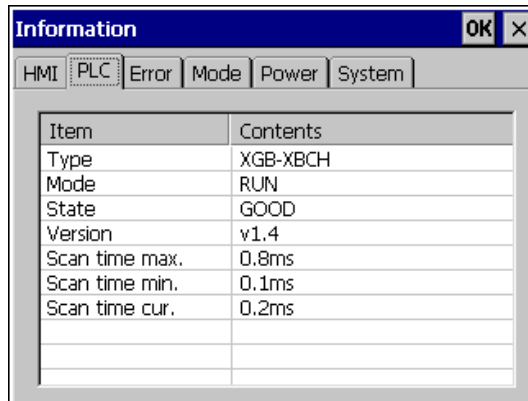 Information OK ×
HMI PLC Error Mode Power System
Item Contents
Type XGB-XBCH
Mode RUN
State GOOD
Version v1.4
Scan time max. 0.8ms
Scan time min. 0.1ms
Scan time cur. 0.2ms